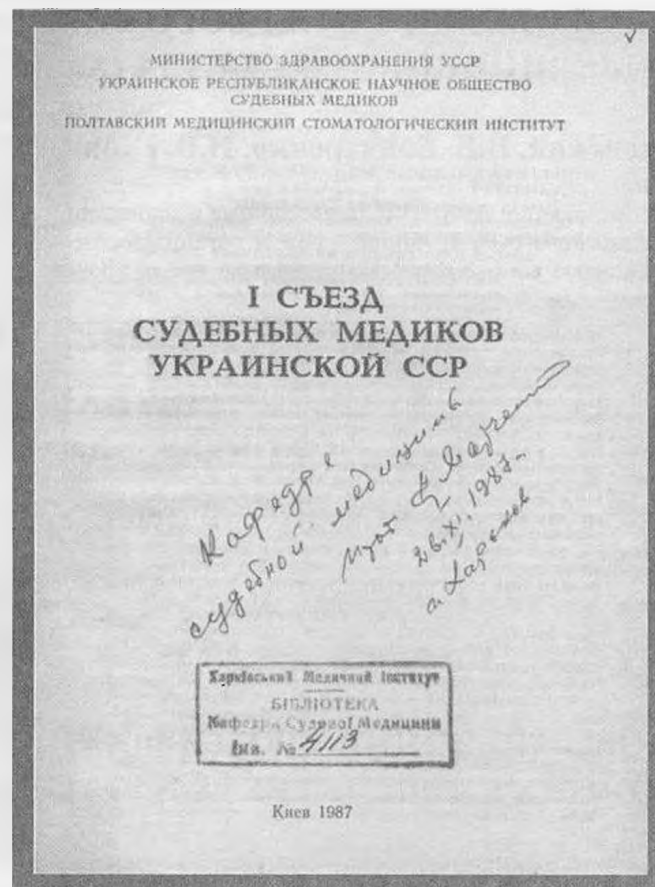 МИНИСТЕРСТВО ЗДРАВООХРАНЕНИЯ УССР
УКРАИНСКОЕ РЕСПУБЛИКАНСКОЕ НАУЧНОЕ ОБЩЕСТВО
СУДЕБНЫХ МЕДИКОВ
ПОЛТАВСКИЙ МЕДИЦИНСКИЙ СТОМАТОЛОГИЧЕСКИЙ ИНСТИТУТ
I СЪЕЗД
СУДЕБНЫХ МЕДИКОВ
УКРАИНСКОЙ ССР
Кафедре
судебной медицины
26.XI.1987
г. Харьков
Харківський Медичний Інститут
БІБЛІОТЕКА
Кафедра Судової Медицини
Інв. № 4113
Киев 1987